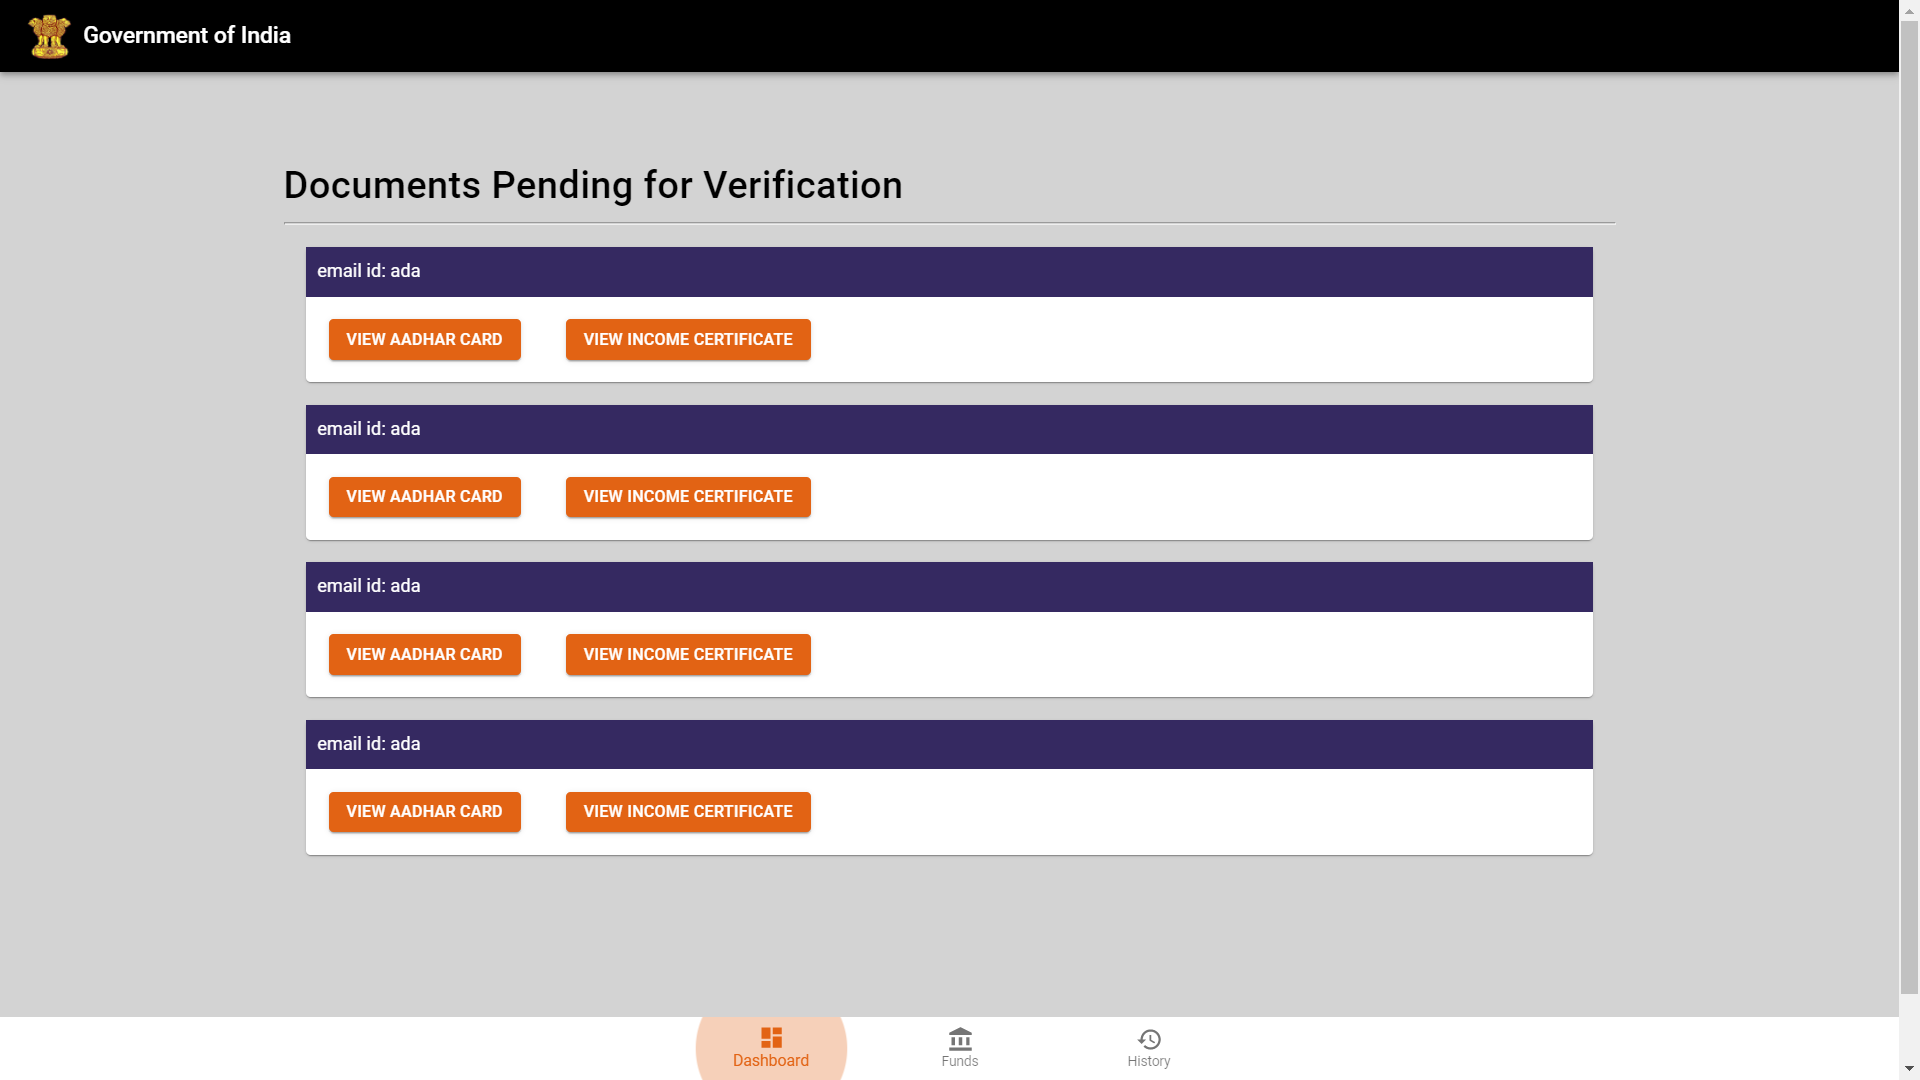 Government of India
Documents Pending for Verification
email id: ada
VIEW AADHAR CARD
VIEW INCOME CERTIFICATE
email id: ada
VIEW AADHAR CARD
VIEW INCOME CERTIFICATE
email id: ada
VIEW AADHAR CARD
VIEW INCOME CERTIFICATE
email id: ada
VIEW AADHAR CARD
VIEW INCOME CERTIFICATE
Dashboard
Funds
History